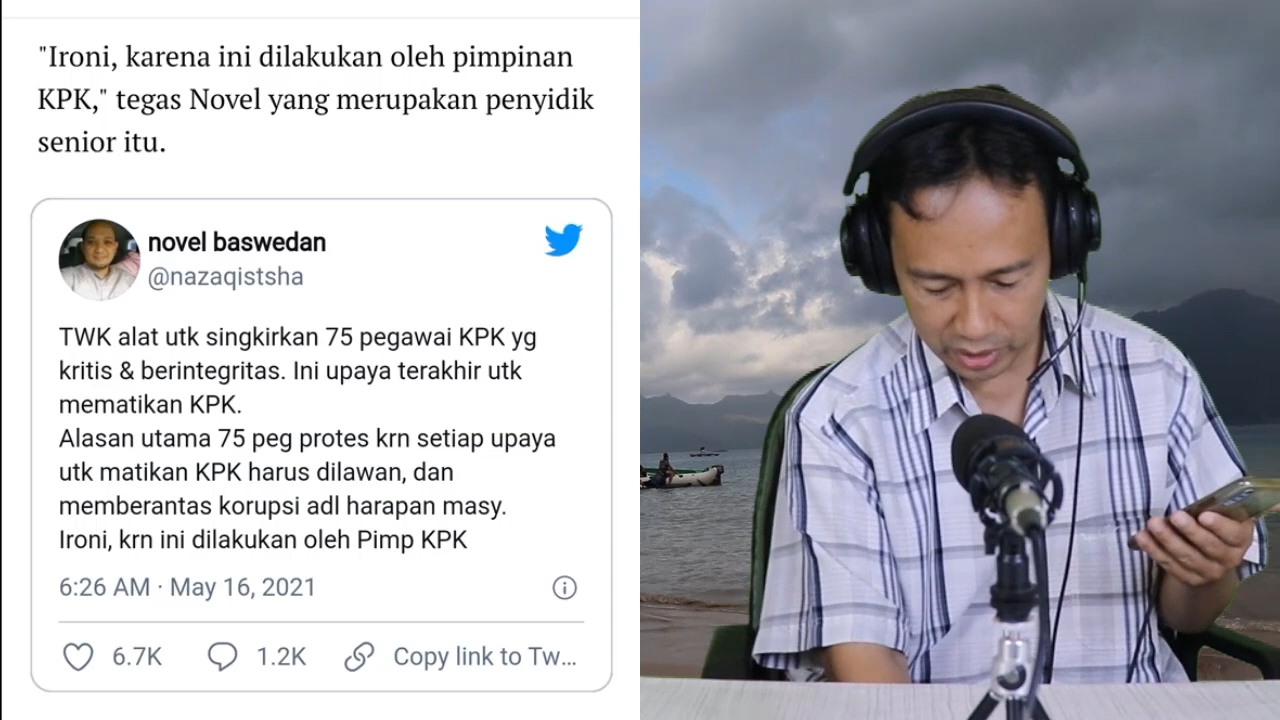 "Ironi, karena ini dilakukan oleh pimpinan
KPK," tegas Novel yang merupakan penyidik
senior itu.
novel baswedan
@nazaqistsha
TWK alat utk singkirkan 75 pegawai KPK yg
kritis & berintegritas. Ini upaya terakhir utk
mematikan KPK.
Alasan utama 75 peg protes krn setiap upaya
utk matikan KPK harus dilawan, dan
memberantas korupsi adl harapan masy.
Ironi, krn ini dilakukan oleh Pimp KPK
6:26 AM · May 16, 2021
6.7K 1.2K Copy link to Tw...